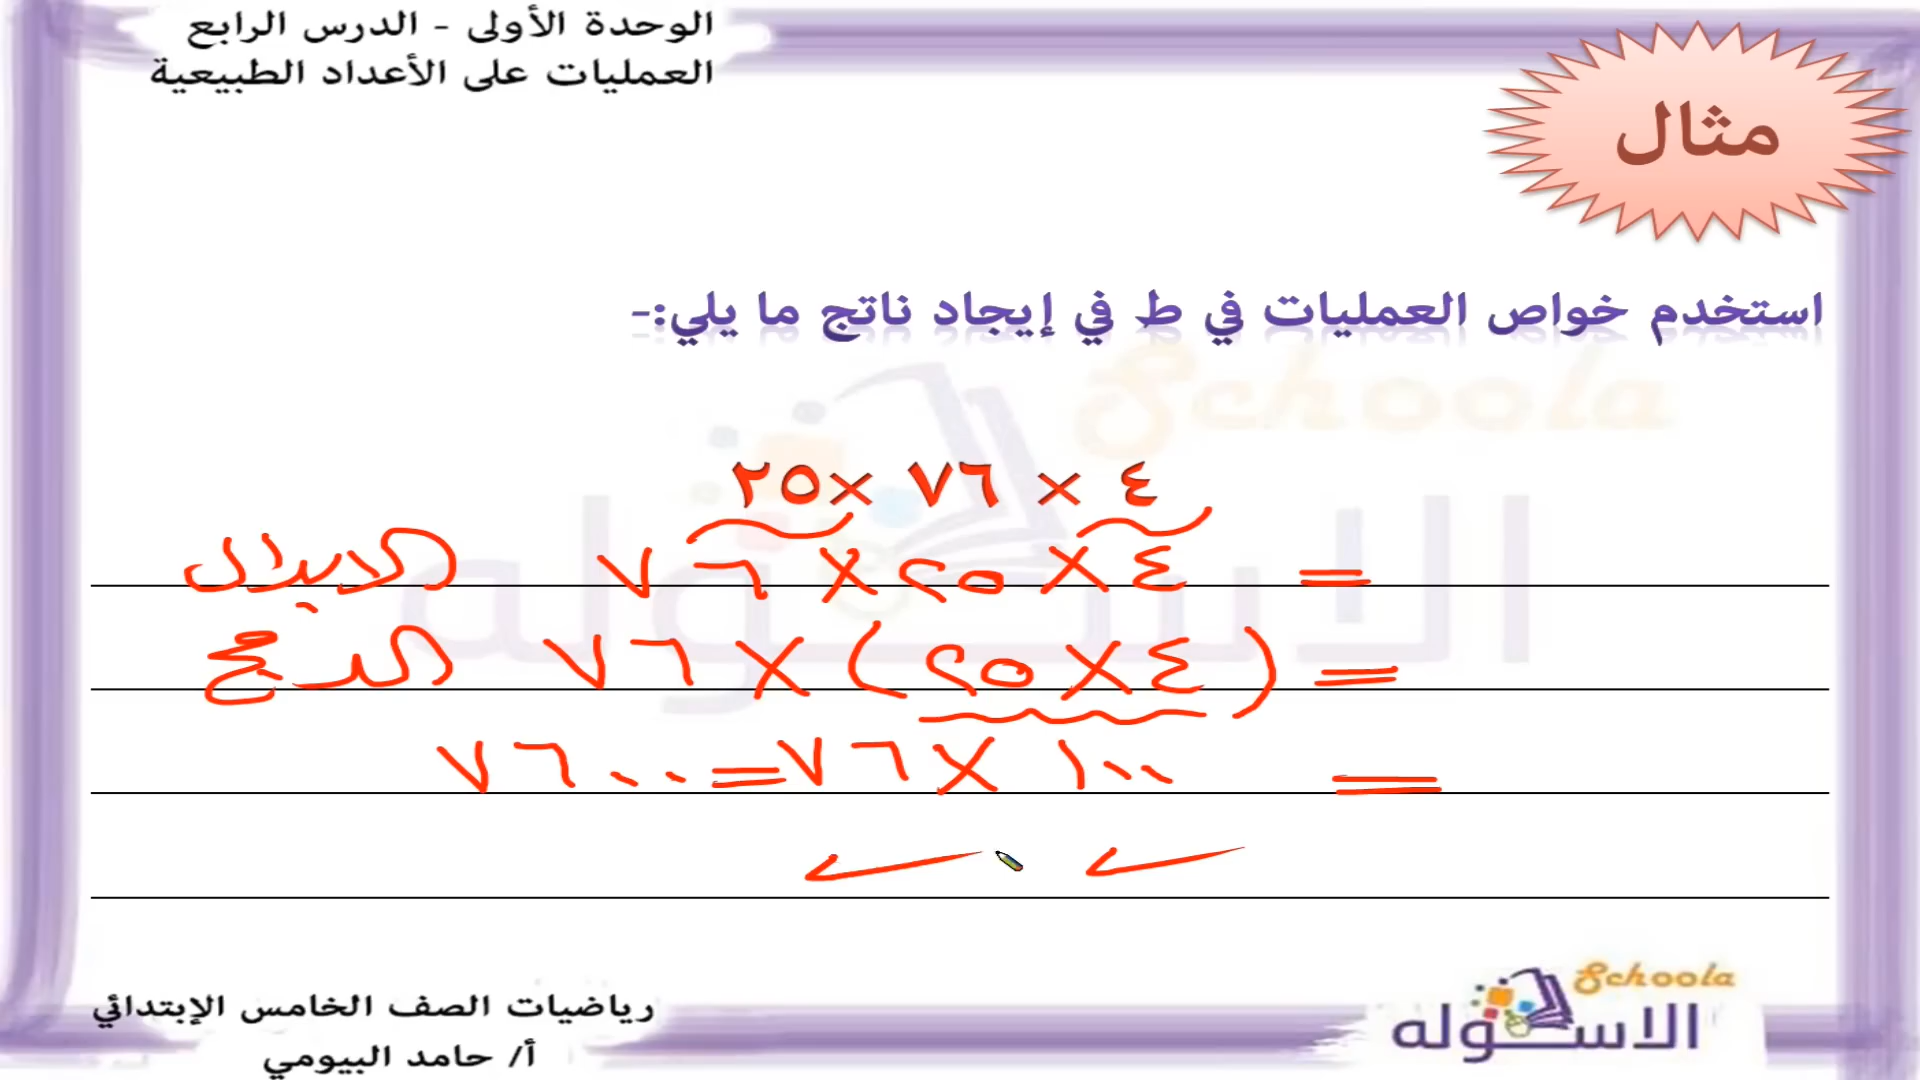 الوحدة الأولى - الدرس الرابع
العمليات على الأعداد الطبيعية
مثال
استخدم خواص العمليات في ط في إيجاد ناتج ما يلي:-
٤ × ٧٦ × ٢٥
= ٤ × ٢٥ × ٧٦ الابدال
= (٤ × ٢٥) × ٧٦ الدمج
= ١٠٠ × ٧٦ = ٧٦٠٠
رياضيات الصف الخامس الإبتدائي
أ/ حامد البيومي
Schoola
الاسكوله